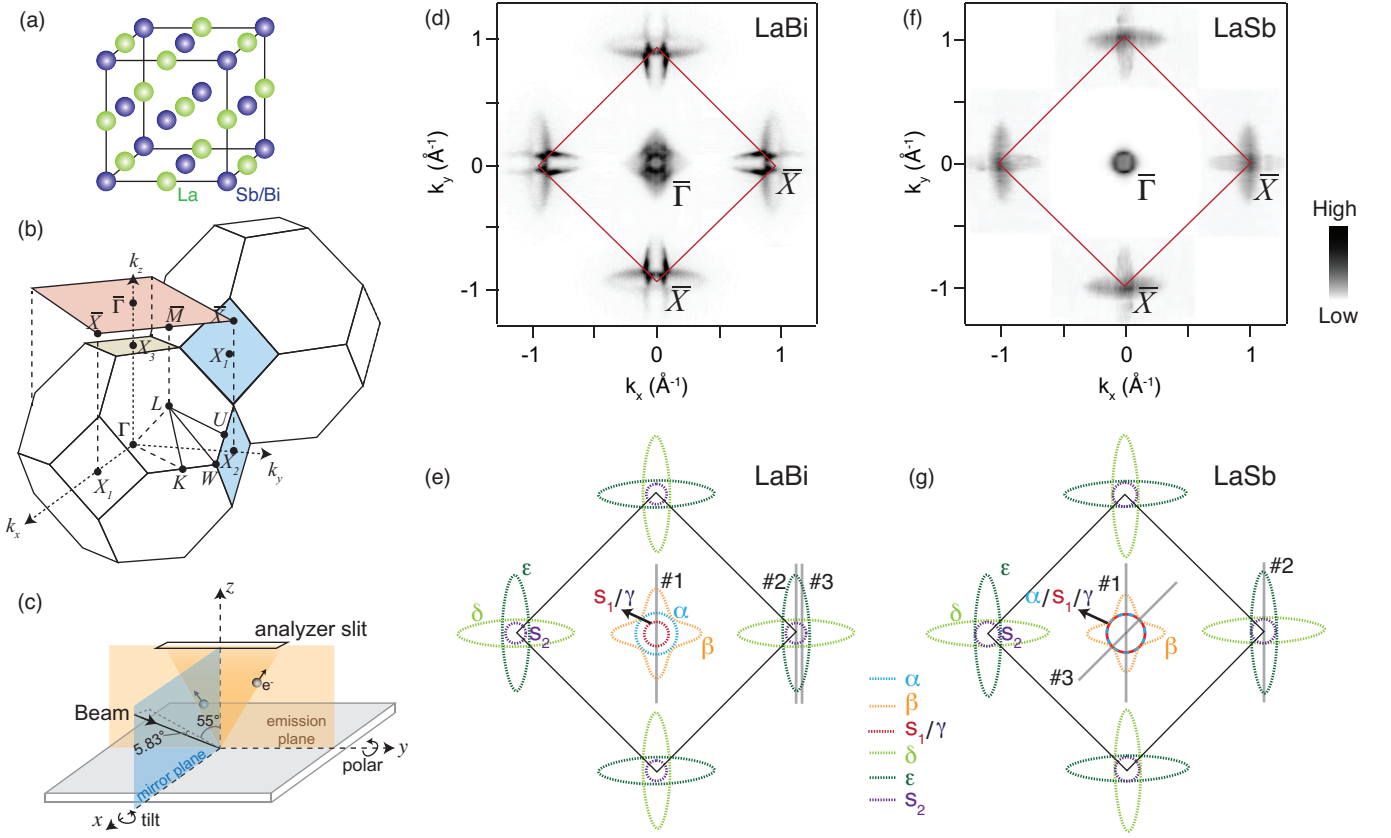 (a)
La
Sb/Bi
(b)
k_z
Γ̅
X̅
M̅
X̅
X_3
X_1
L
U
Γ
X_2
k_y
X_1
K
W
k_x
(c)
z
analyzer slit
e-
Beam
55°
5.83°
emission
plane
mirror plane
y
polar
x
tilt
(d)
LaBi
1
0
-1
k_y (Å⁻¹)
Γ̅
X̅
X̅
-1
0
1
k_x (Å⁻¹)
(f)
LaSb
1
0
-1
k_y (Å⁻¹)
Γ̅
X̅
X̅
-1
0
1
k_x (Å⁻¹)
High
Low
(e)
LaBi
ε
#1
#2
#3
S_1/γ
α
δ
S_2
β
α
β
S_1/γ
δ
ε
S_2
(g)
LaSb
ε
#1
#2
α/S_1/γ
δ
S_2
β
#3